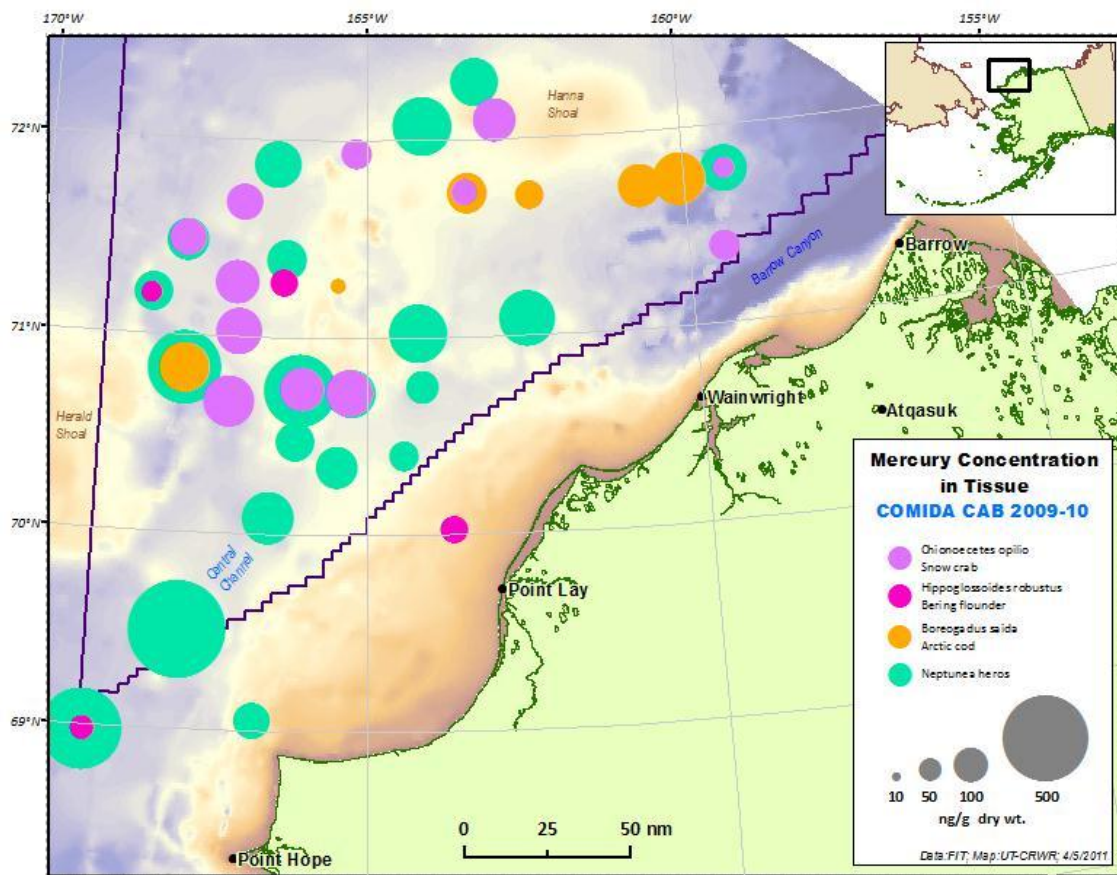 170°W
165°W
160°W
155°W
72°N
71°N
70°N
69°N
Hanna
Shoal
Barrow Canyon
Barrow
Herald
Shoal
Wainwright
Atqasuk
Central
Channel
Point Lay
Point Hope
0 25 50 nm
Mercury Concentration
in Tissue
COMIDA CAB 2009-10
Chionoecetes opilio
Snow crab
Hippoglossoides robustus
Bering flounder
Boreogadus saida
Arctic cod
Neptunea heros
10 50 100 500
ng/g dry wt.
Data:FIT; Map:UT-CRWR; 4/5/2011